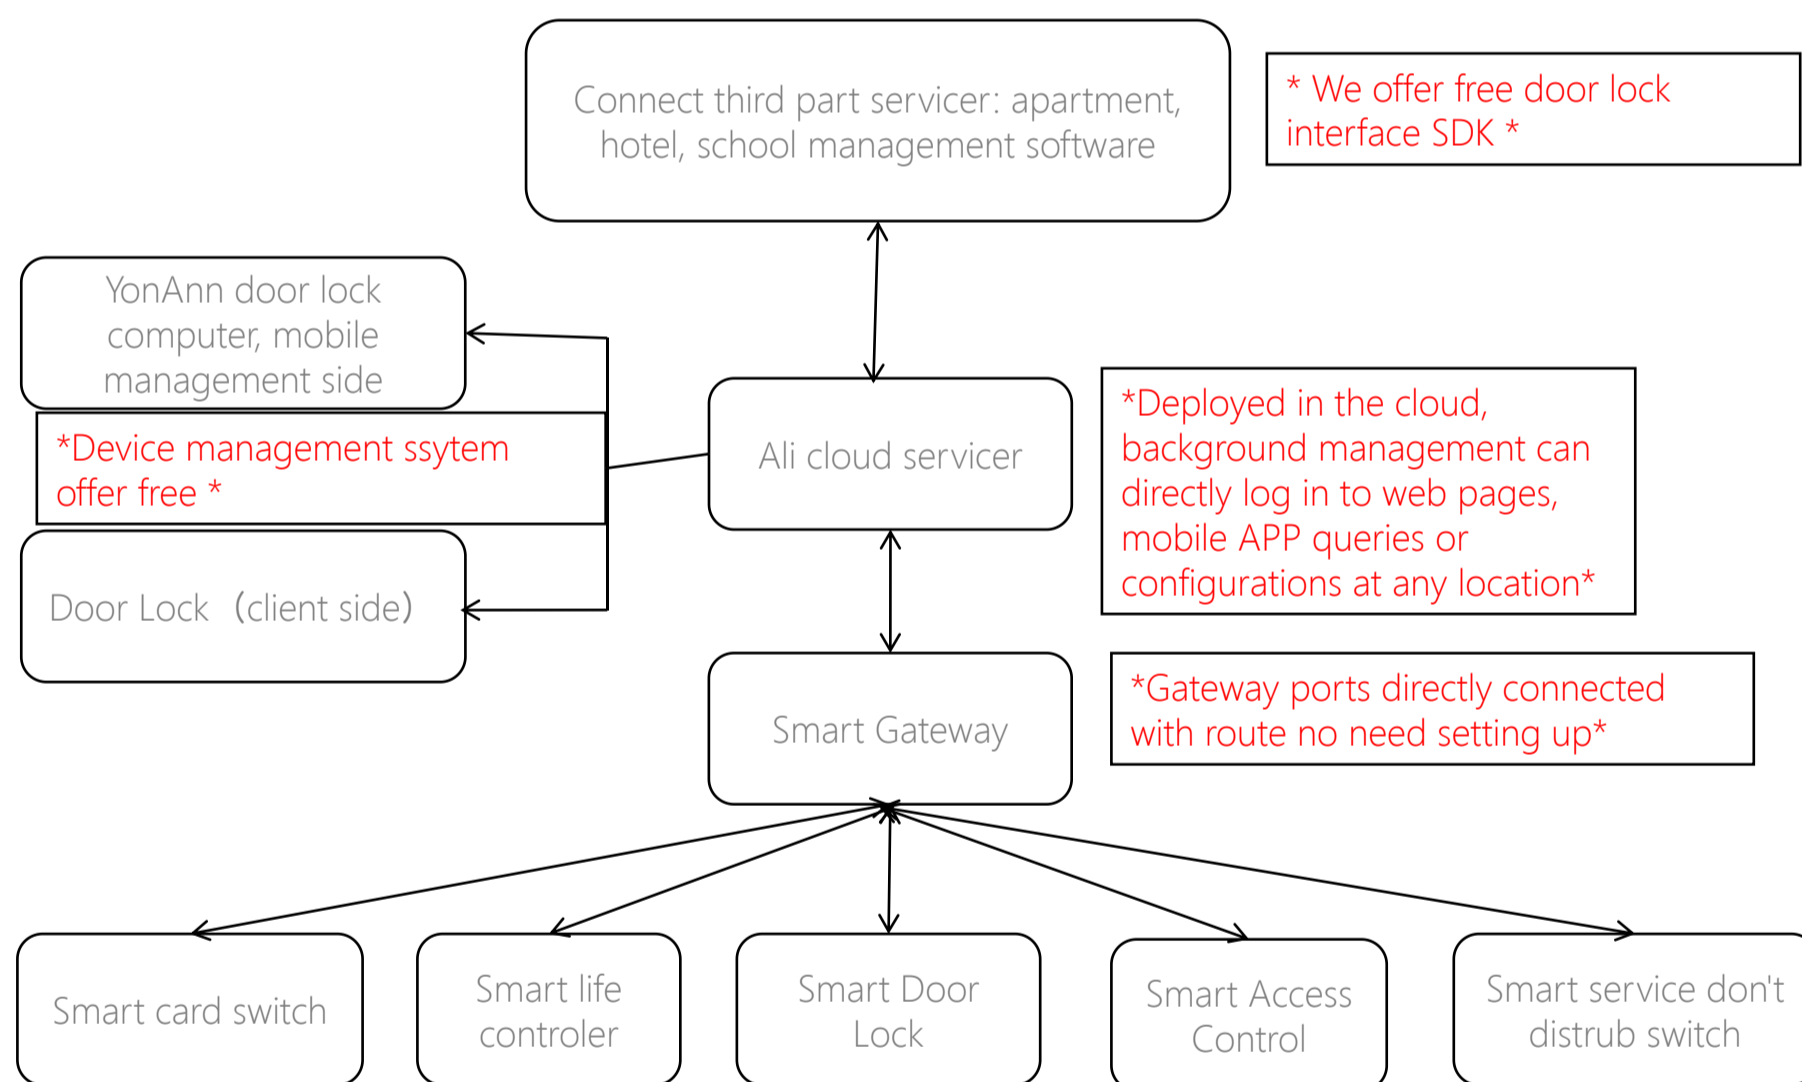 Connect third part servicer: apartment,
hotel, school management software
* We offer free door lock
interface SDK *
YonAnn door lock
computer, mobile
management side
*Device management ssytem
offer free *
Door Lock（client side）
Ali cloud servicer
*Deployed in the cloud,
background management can
directly log in to web pages,
mobile APP queries or
configurations at any location*
Smart Gateway
*Gateway ports directly connected
with route no need setting up*
Smart card switch
Smart life
controler
Smart Door
Lock
Smart Access
Control
Smart service don't
distrub switch